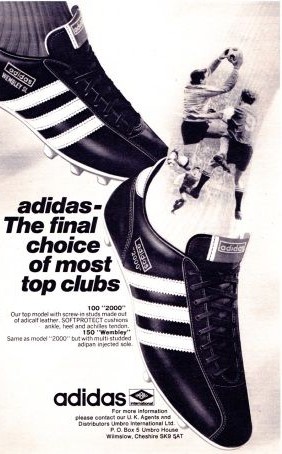 adidas
WEMBLEY SL
adidas
adidas-
The final
choice
of most
top clubs
100 "2000"
Our top model with screw-in studs made out
of adicalf leather. SOFTPROTECT cushions
ankle, heel and achilles tendon.
150 "Wembley"
Same as model "2000" but with multi-studded
adipan injected sole.
adidas
UMBRO
International
For more information
please contact our U.K. Agents and
Distributors Umbro International Ltd.
P. O. Box 5 Umbro House
Wilmslow, Cheshire SK9 5AT